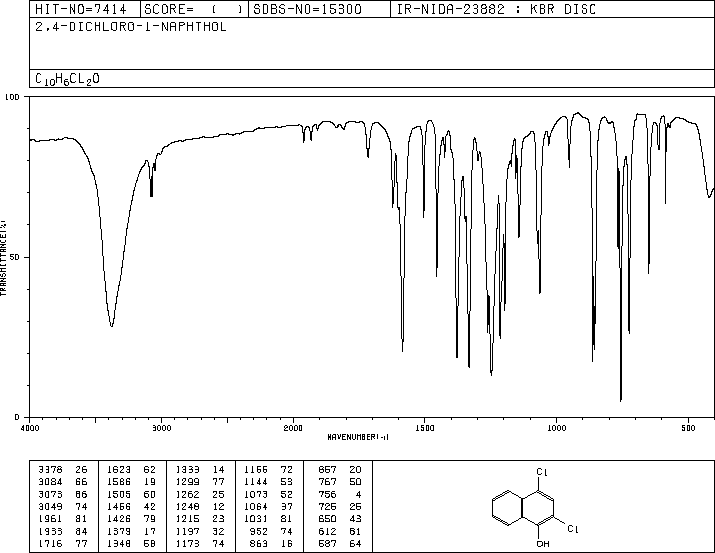 HIT-NO=7414 SCORE= ( ) SDBS-NO=15300 IR-NIDA-23882 : KBR DISC
2,4-DICHLORO-1-NAPHTHOL
C10H6CL2O
100
50
0
TRANSMITTANCE(%)
4000 3000 2000 1500 1000 500
WAVENUMBER(-1)
3378 26 1623 62 1333 14 1156 72 857 20
3084 66 1586 19 1299 77 1144 53 767 50
3073 66 1505 60 1262 25 1073 52 756 4
3049 74 1456 42 1248 12 1064 37 725 25
1961 81 1426 79 1215 23 1031 81 650 43
1933 84 1379 17 1197 32 952 74 612 81
1716 77 1348 58 1173 74 863 16 587 64
Cl
Cl
OH